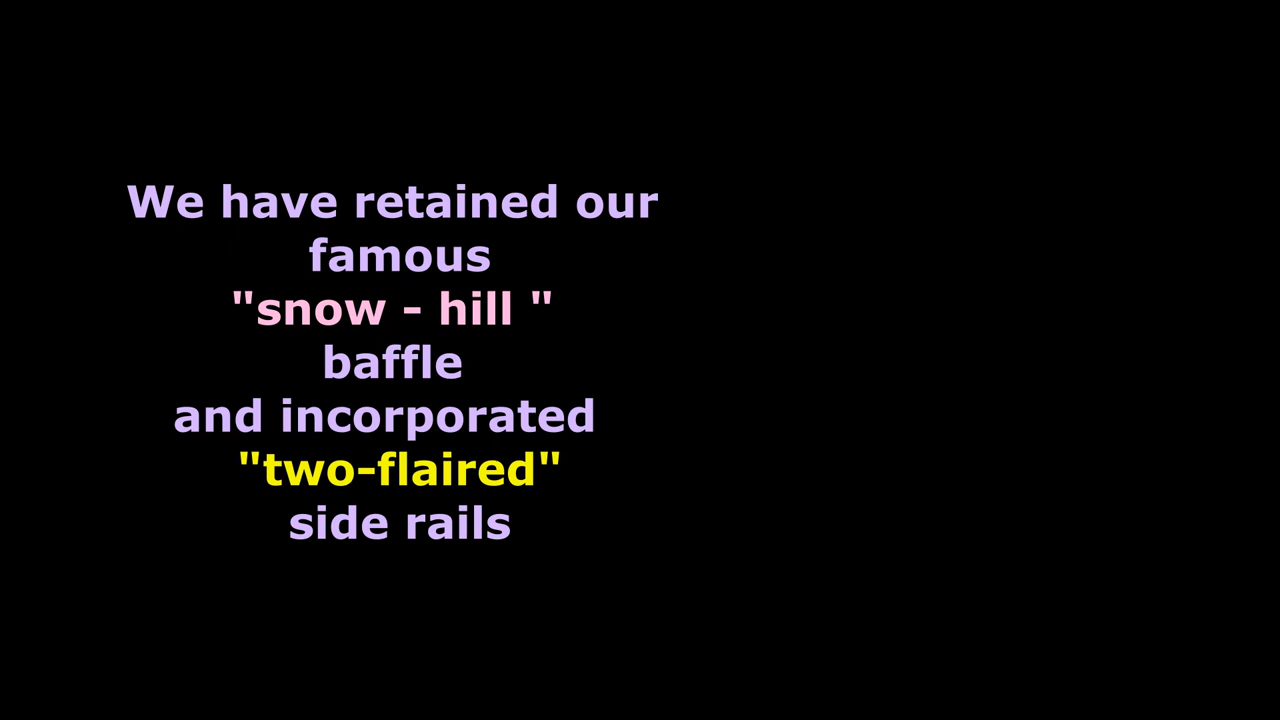 We have retained our
famous
"snow - hill "
baffle
and incorporated
"two-flaired"
side rails